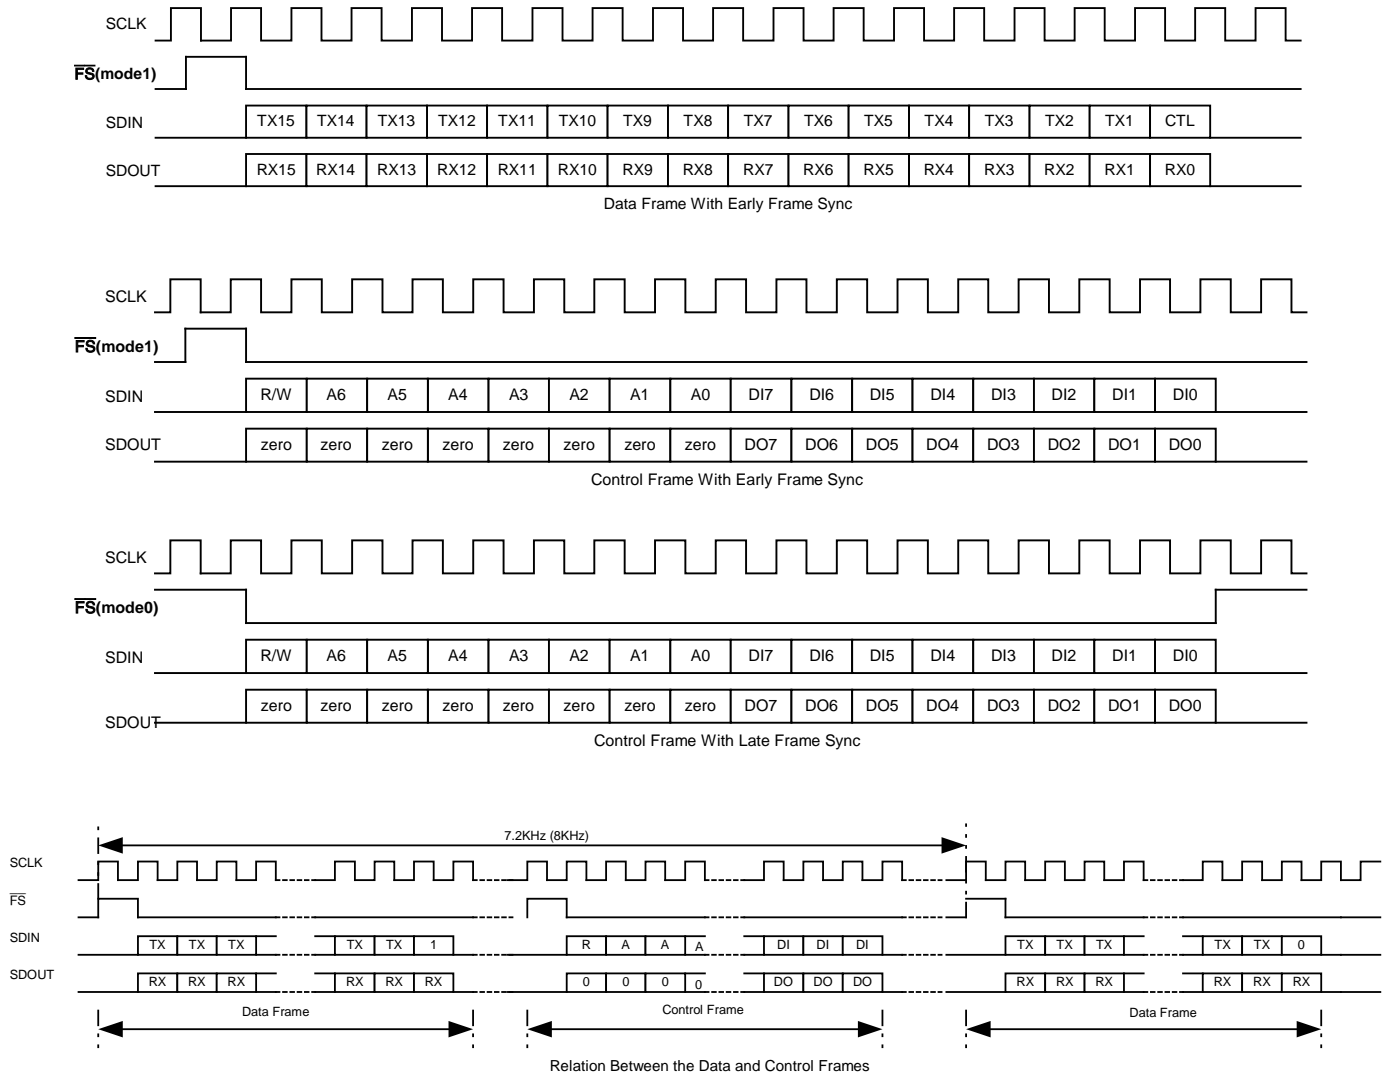 SCLK
FS(mode1)
SDIN TX15 TX14 TX13 TX12 TX11 TX10 TX9 TX8 TX7 TX6 TX5 TX4 TX3 TX2 TX1 CTL
SDOUT RX15 RX14 RX13 RX12 RX11 RX10 RX9 RX8 RX7 RX6 RX5 RX4 RX3 RX2 RX1 RX0
Data Frame With Early Frame Sync
SCLK
FS(mode1)
SDIN R/W A6 A5 A4 A3 A2 A1 A0 DI7 DI6 DI5 DI4 DI3 DI2 DI1 DI0
SDOUT zero zero zero zero zero zero zero zero DO7 DO6 DO5 DO4 DO3 DO2 DO1 DO0
Control Frame With Early Frame Sync
SCLK
FS(mode0)
SDIN R/W A6 A5 A4 A3 A2 A1 A0 DI7 DI6 DI5 DI4 DI3 DI2 DI1 DI0
SDOUT zero zero zero zero zero zero zero zero DO7 DO6 DO5 DO4 DO3 DO2 DO1 DO0
Control Frame With Late Frame Sync
7.2KHz (8KHz)
SCLK
FS
SDIN TX TX TX TX TX 1 R A A A DI DI DI TX TX TX TX TX 0
SDOUT RX RX RX RX RX RX 0 0 0 0 DO DO DO RX RX RX RX RX RX
Data Frame Control Frame Data Frame
Relation Between the Data and Control Frames